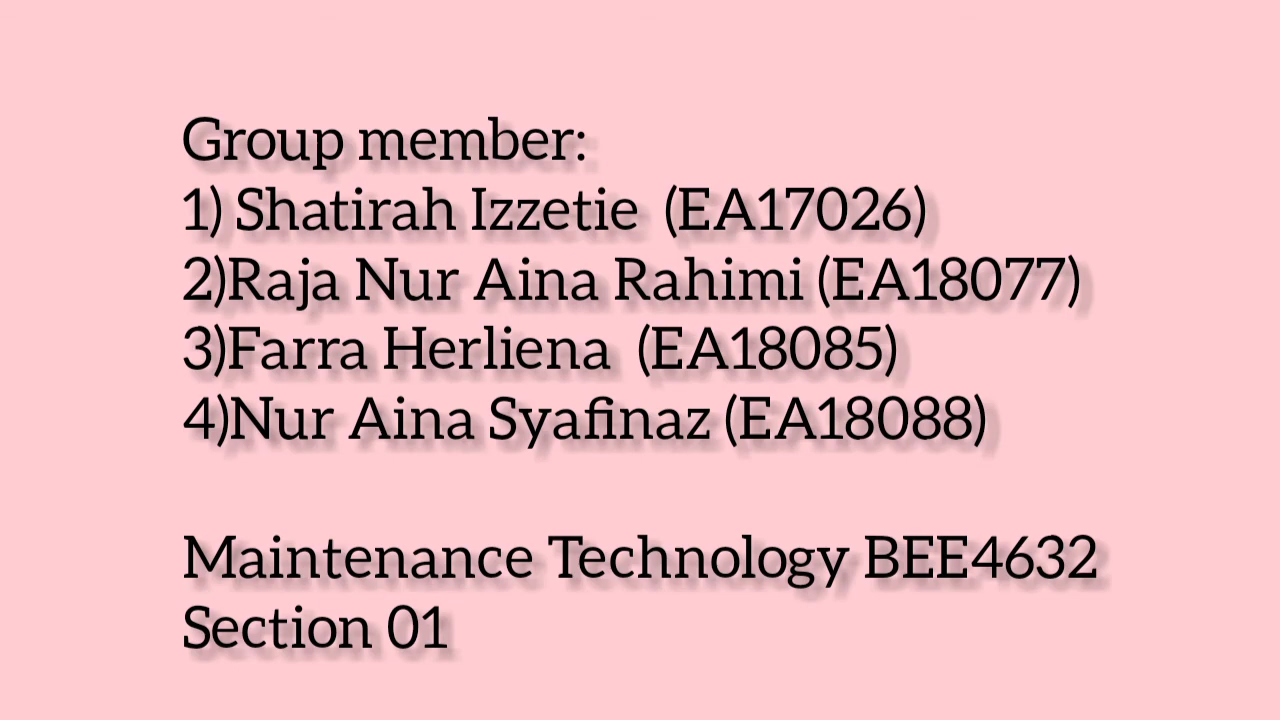 Group member:
1) Shatirah Izzetie (EA17026)
2)Raja Nur Aina Rahimi (EA18077)
3)Farra Herliena (EA18085)
4)Nur Aina Syafinaz (EA18088)
Maintenance Technology BEE4632
Section 01